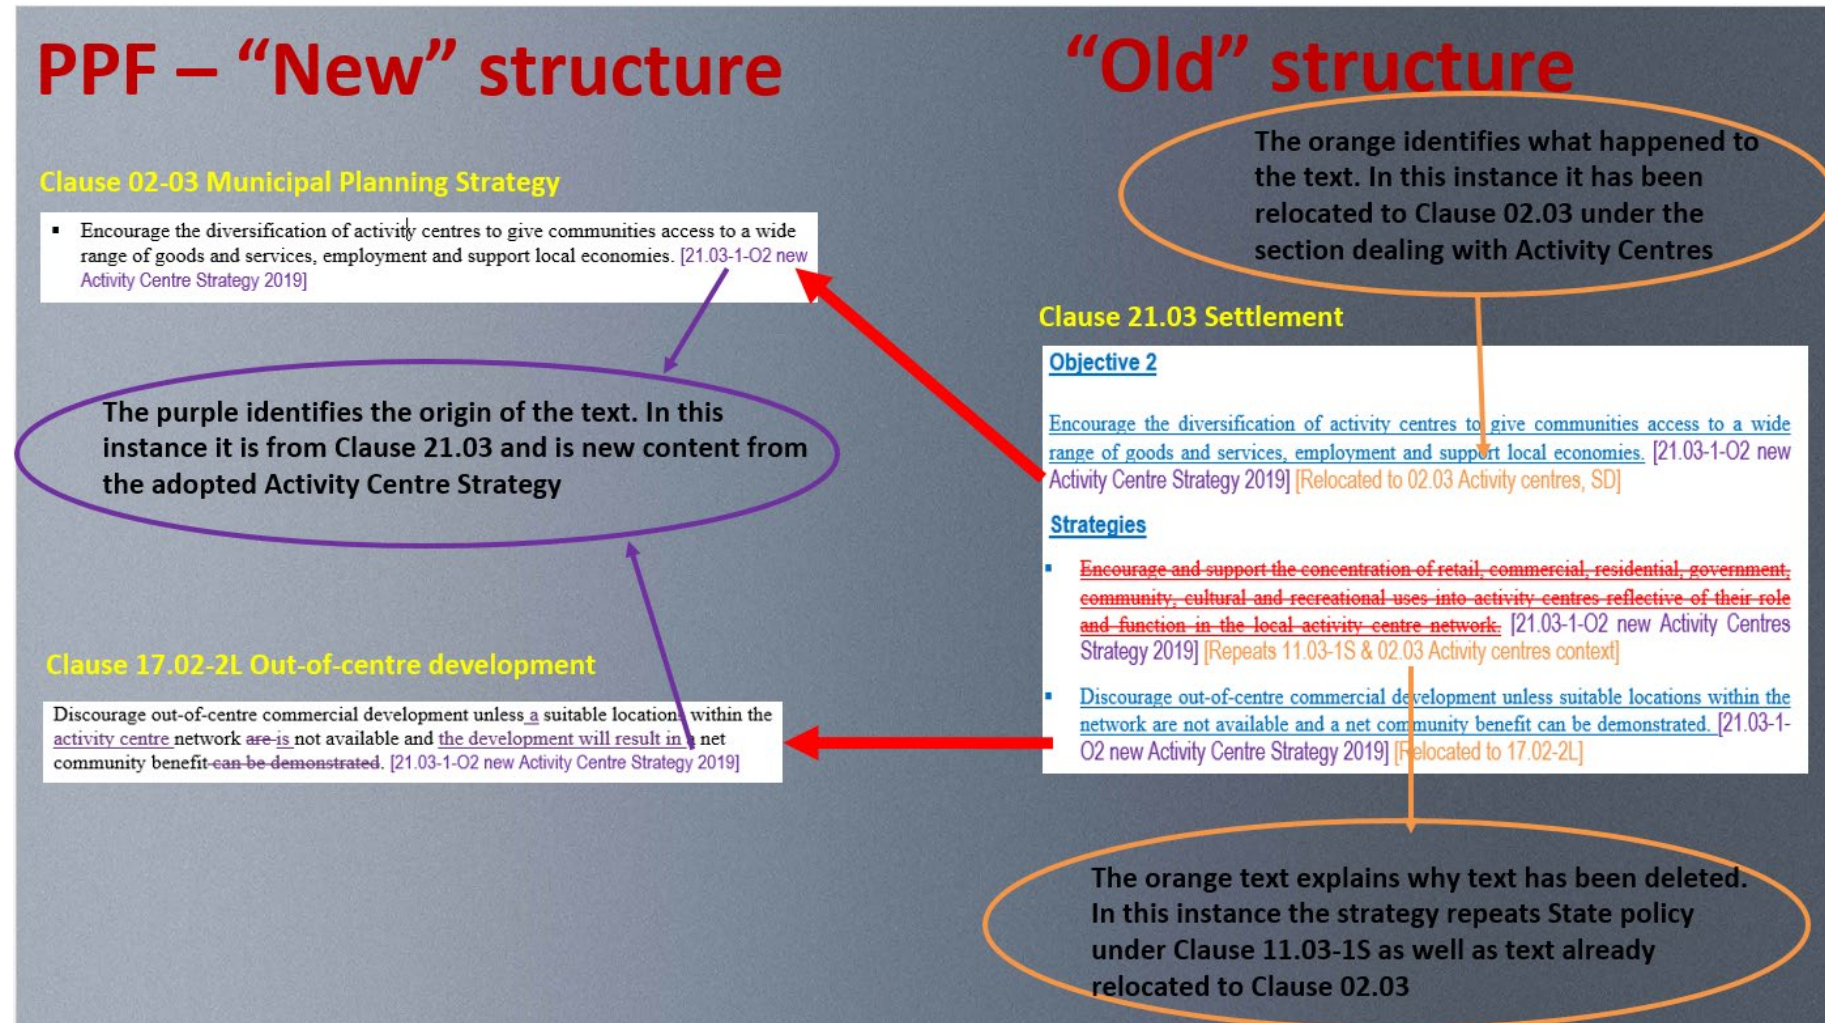 PPF – “New” structure
Clause 02-03 Municipal Planning Strategy
▪ Encourage the diversification of activity centres to give communities access to a wide
range of goods and services, employment and support local economies. [21.03-1-O2 new
Activity Centre Strategy 2019]
The purple identifies the origin of the text. In this
instance it is from Clause 21.03 and is new content from
the adopted Activity Centre Strategy
Clause 17.02-2L Out-of-centre development
Discourage out-of-centre commercial development unless a suitable locations within the
activity centre network are is not available and the development will result in a net
community benefit can be demonstrated. [21.03-1-O2 new Activity Centre Strategy 2019]
“Old” structure
The orange identifies what happened to
the text. In this instance it has been
relocated to Clause 02.03 under the
section dealing with Activity Centres
Clause 21.03 Settlement
Objective 2
Encourage the diversification of activity centres to give communities access to a wide
range of goods and services, employment and support local economies. [21.03-1-O2 new
Activity Centre Strategy 2019] [Relocated to 02.03 Activity centres, SD]
Strategies
▪ Encourage and support the concentration of retail, commercial, residential, government,
community, cultural and recreational uses into activity centres reflective of their role
and function in the local activity centre network. [21.03-1-O2 new Activity Centres
Strategy 2019] [Repeats 11.03-1S & 02.03 Activity centres context]
▪ Discourage out-of-centre commercial development unless suitable locations within the
network are not available and a net community benefit can be demonstrated. [21.03-1-
O2 new Activity Centre Strategy 2019] [Relocated to 17.02-2L]
The orange text explains why text has been deleted.
In this instance the strategy repeats State policy
under Clause 11.03-1S as well as text already
relocated to Clause 02.03